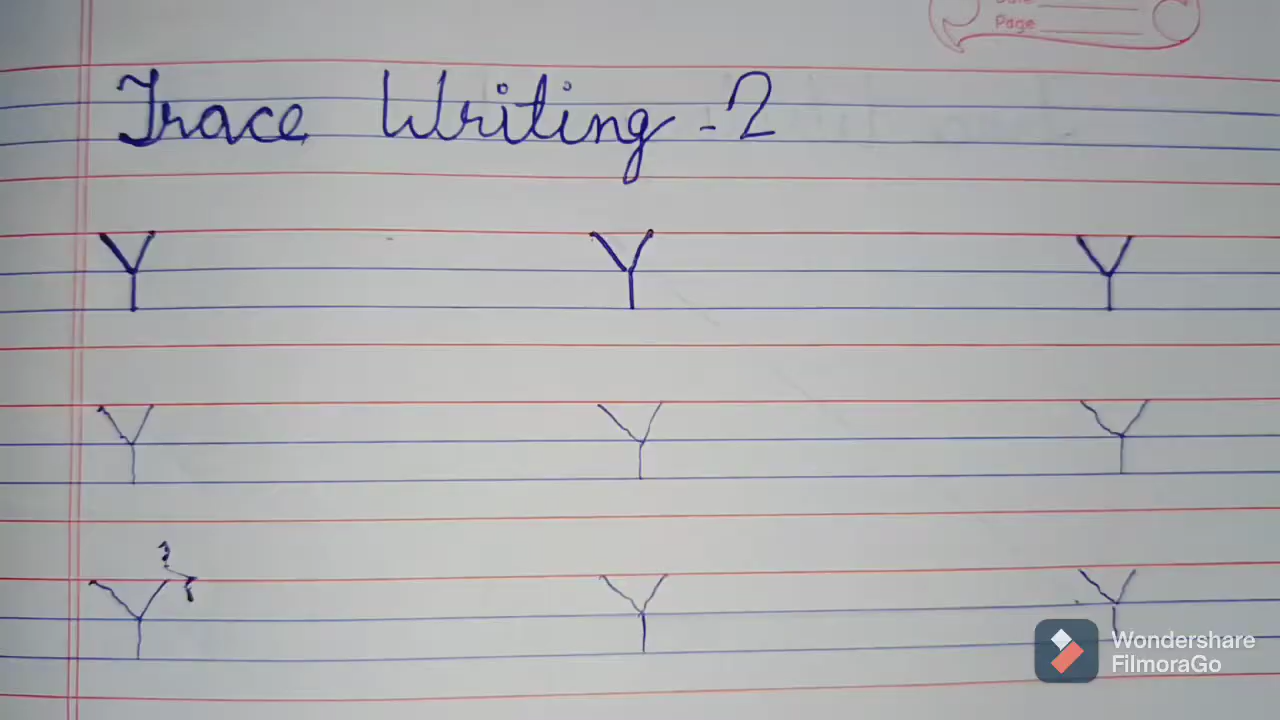 Page
Trace Writing - 2
Y Y Y
Y Y Y
Y Y Y
Wondershare
FilmoraGo